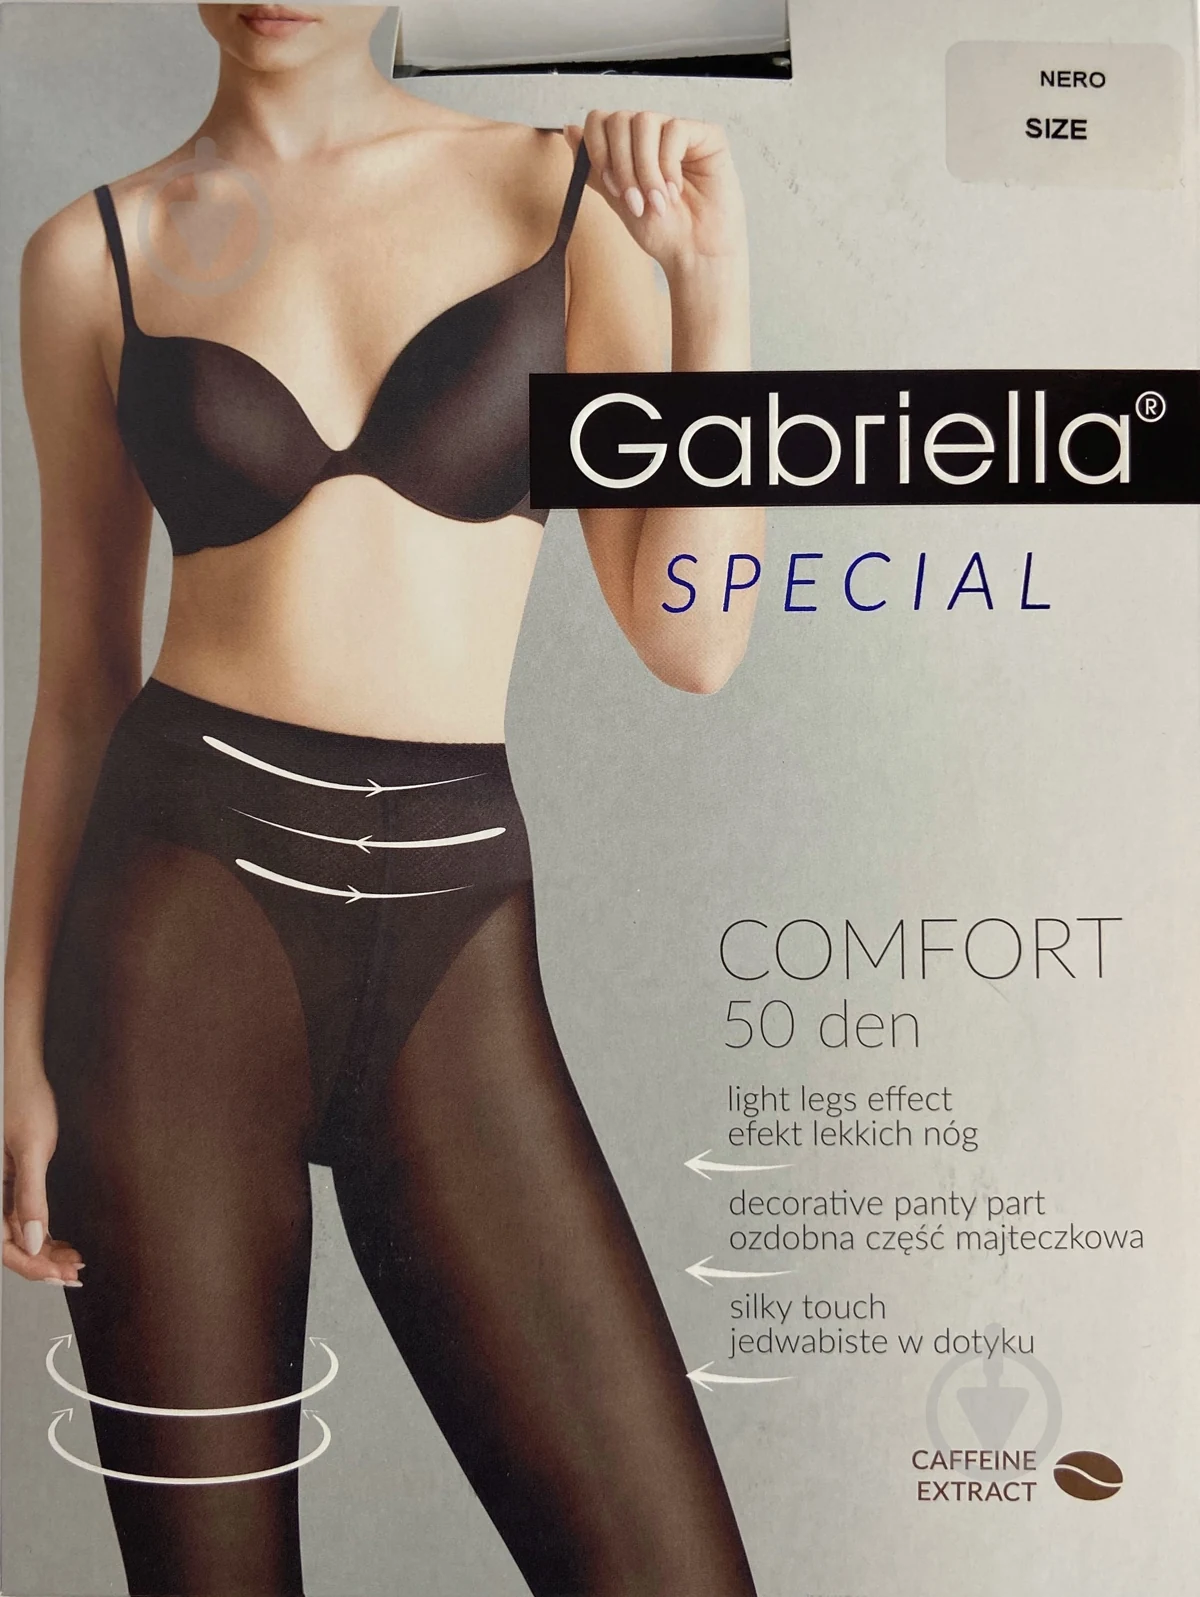 NERO
SIZE
Gabriella®
SPECIAL
COMFORT
50 den
light legs effect
efekt lekkich nóg
decorative panty part
ozdobna część majteczkowa
silky touch
jedwabiste w dotyku
CAFFEINE
EXTRACT